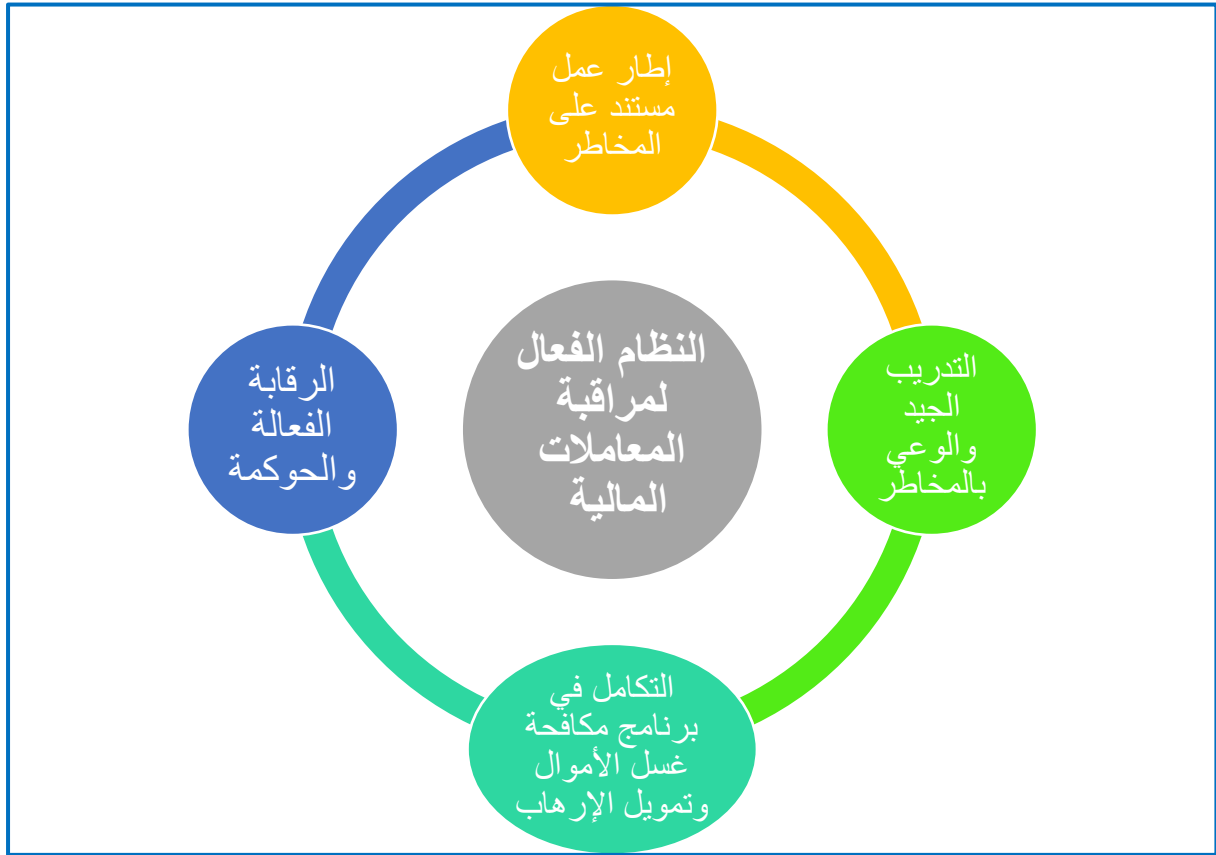 إطار عمل
مستند على
المخاطر
النظام الفعال
لمراقبة
المعاملات
المالية
التدريب
الجيد
والوعي
بالمخاطر
التكامل في
برنامج مكافحة
غسل الأموال
وتمويل الإرهاب
الرقابة
الفعالة
والحوكمة